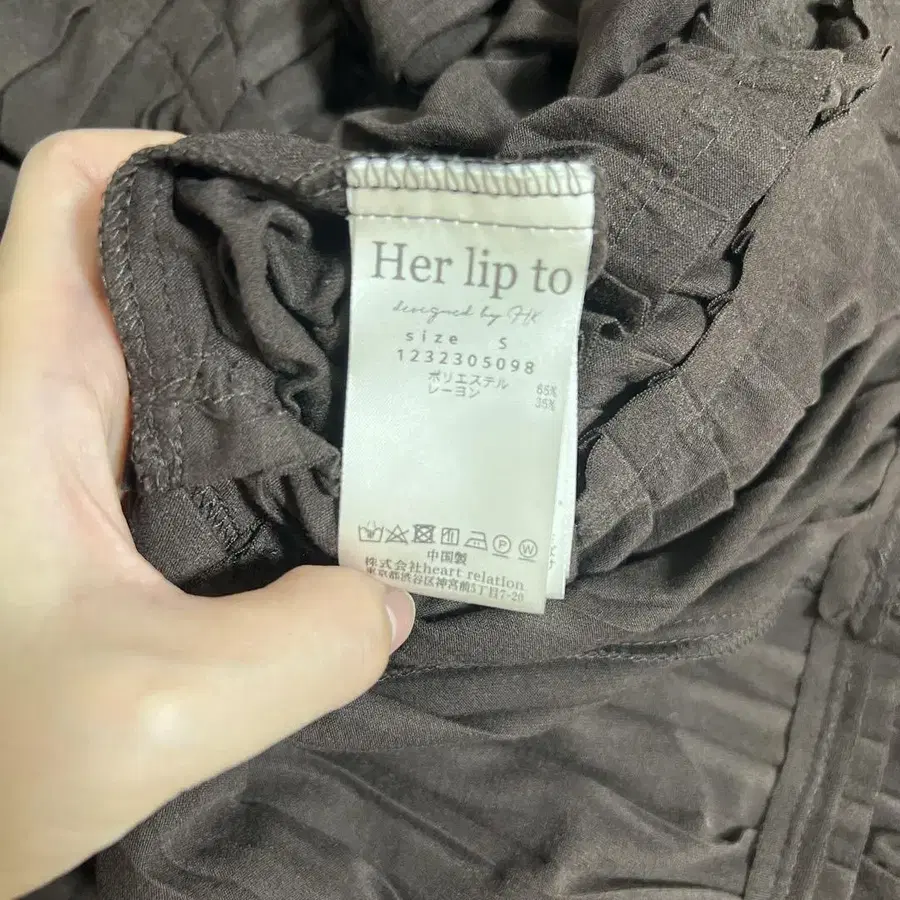 Her lip to
designed by HK
size S
1232305098
ポリエステル 65%
レーヨン 35%
P W
中国製
株式会社heart relation
東京都渋谷区神宮前5丁目7-20